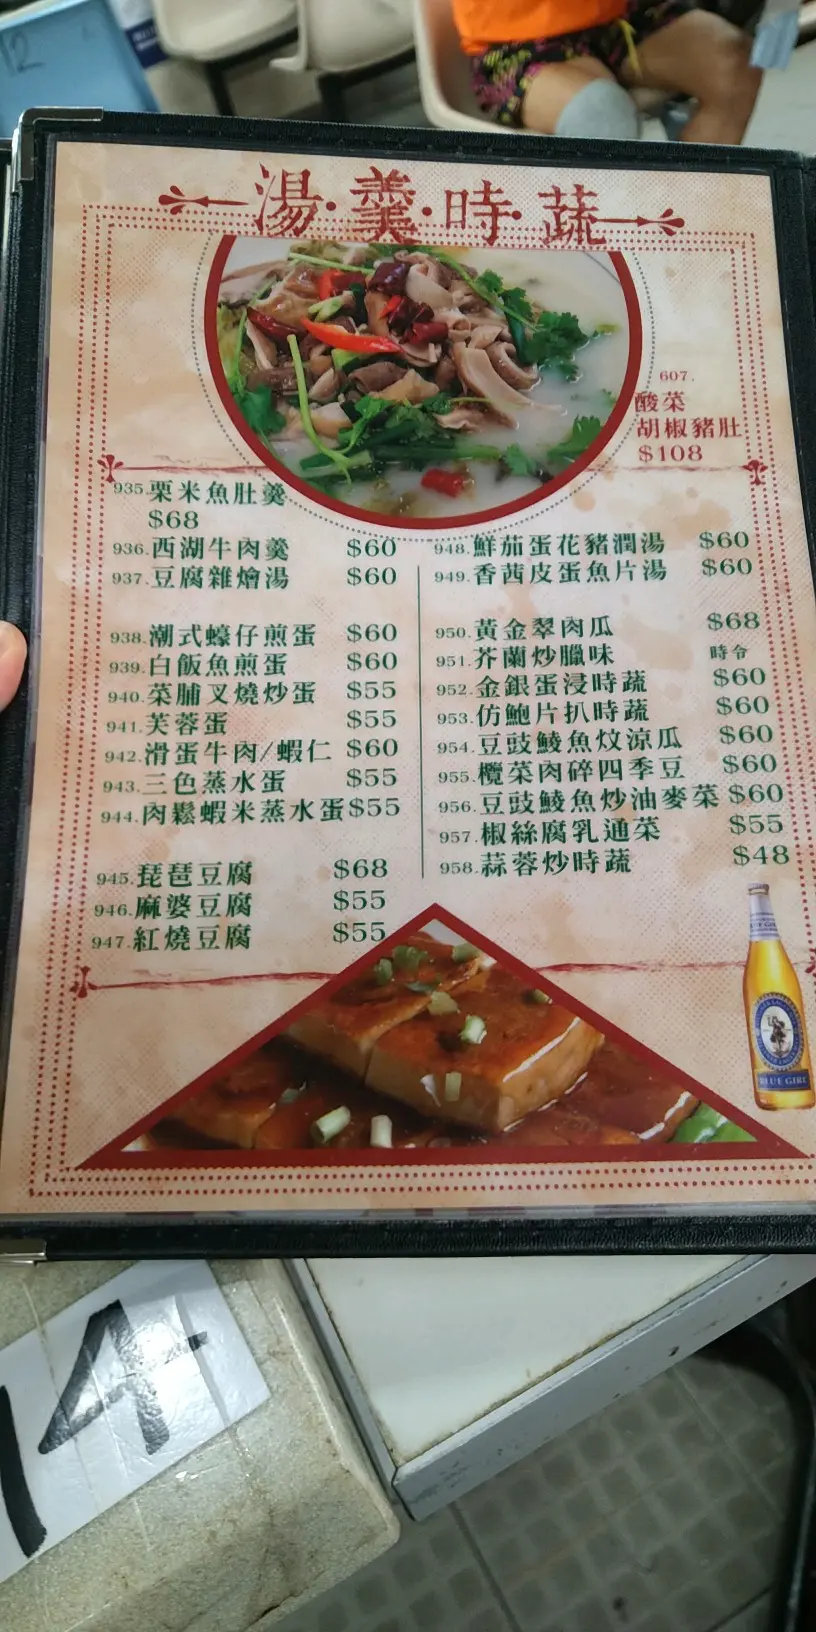 12
湯·羹·時·蔬
607.
酸菜
胡椒豬肚
$108
935.粟米魚肚羹
$68
936.西湖牛肉羹 $60
937.豆腐雜燴湯 $60
938.潮式蠔仔煎蛋 $60
939.白飯魚煎蛋 $60
940.菜脯叉燒炒蛋 $55
941.芙蓉蛋 $55
942.滑蛋牛肉/蝦仁 $60
943.三色蒸水蛋 $55
944.肉鬆蝦米蒸水蛋 $55
945.琵琶豆腐 $68
946.麻婆豆腐 $55
947.紅燒豆腐 $55
948.鮮茄蛋花豬潤湯 $60
949.香茜皮蛋魚片湯 $60
950.黃金翠肉瓜 $68
951.芥蘭炒臘味 時令
952.金銀蛋浸時蔬 $60
953.仿鮑片扒時蔬 $60
954.豆豉鯪魚炆涼瓜 $60
955.欖菜肉碎四季豆 $60
956.豆豉鯪魚炒油麥菜 $60
957.椒絲腐乳通菜 $55
958.蒜蓉炒時蔬 $48
BLUE GIRL
14